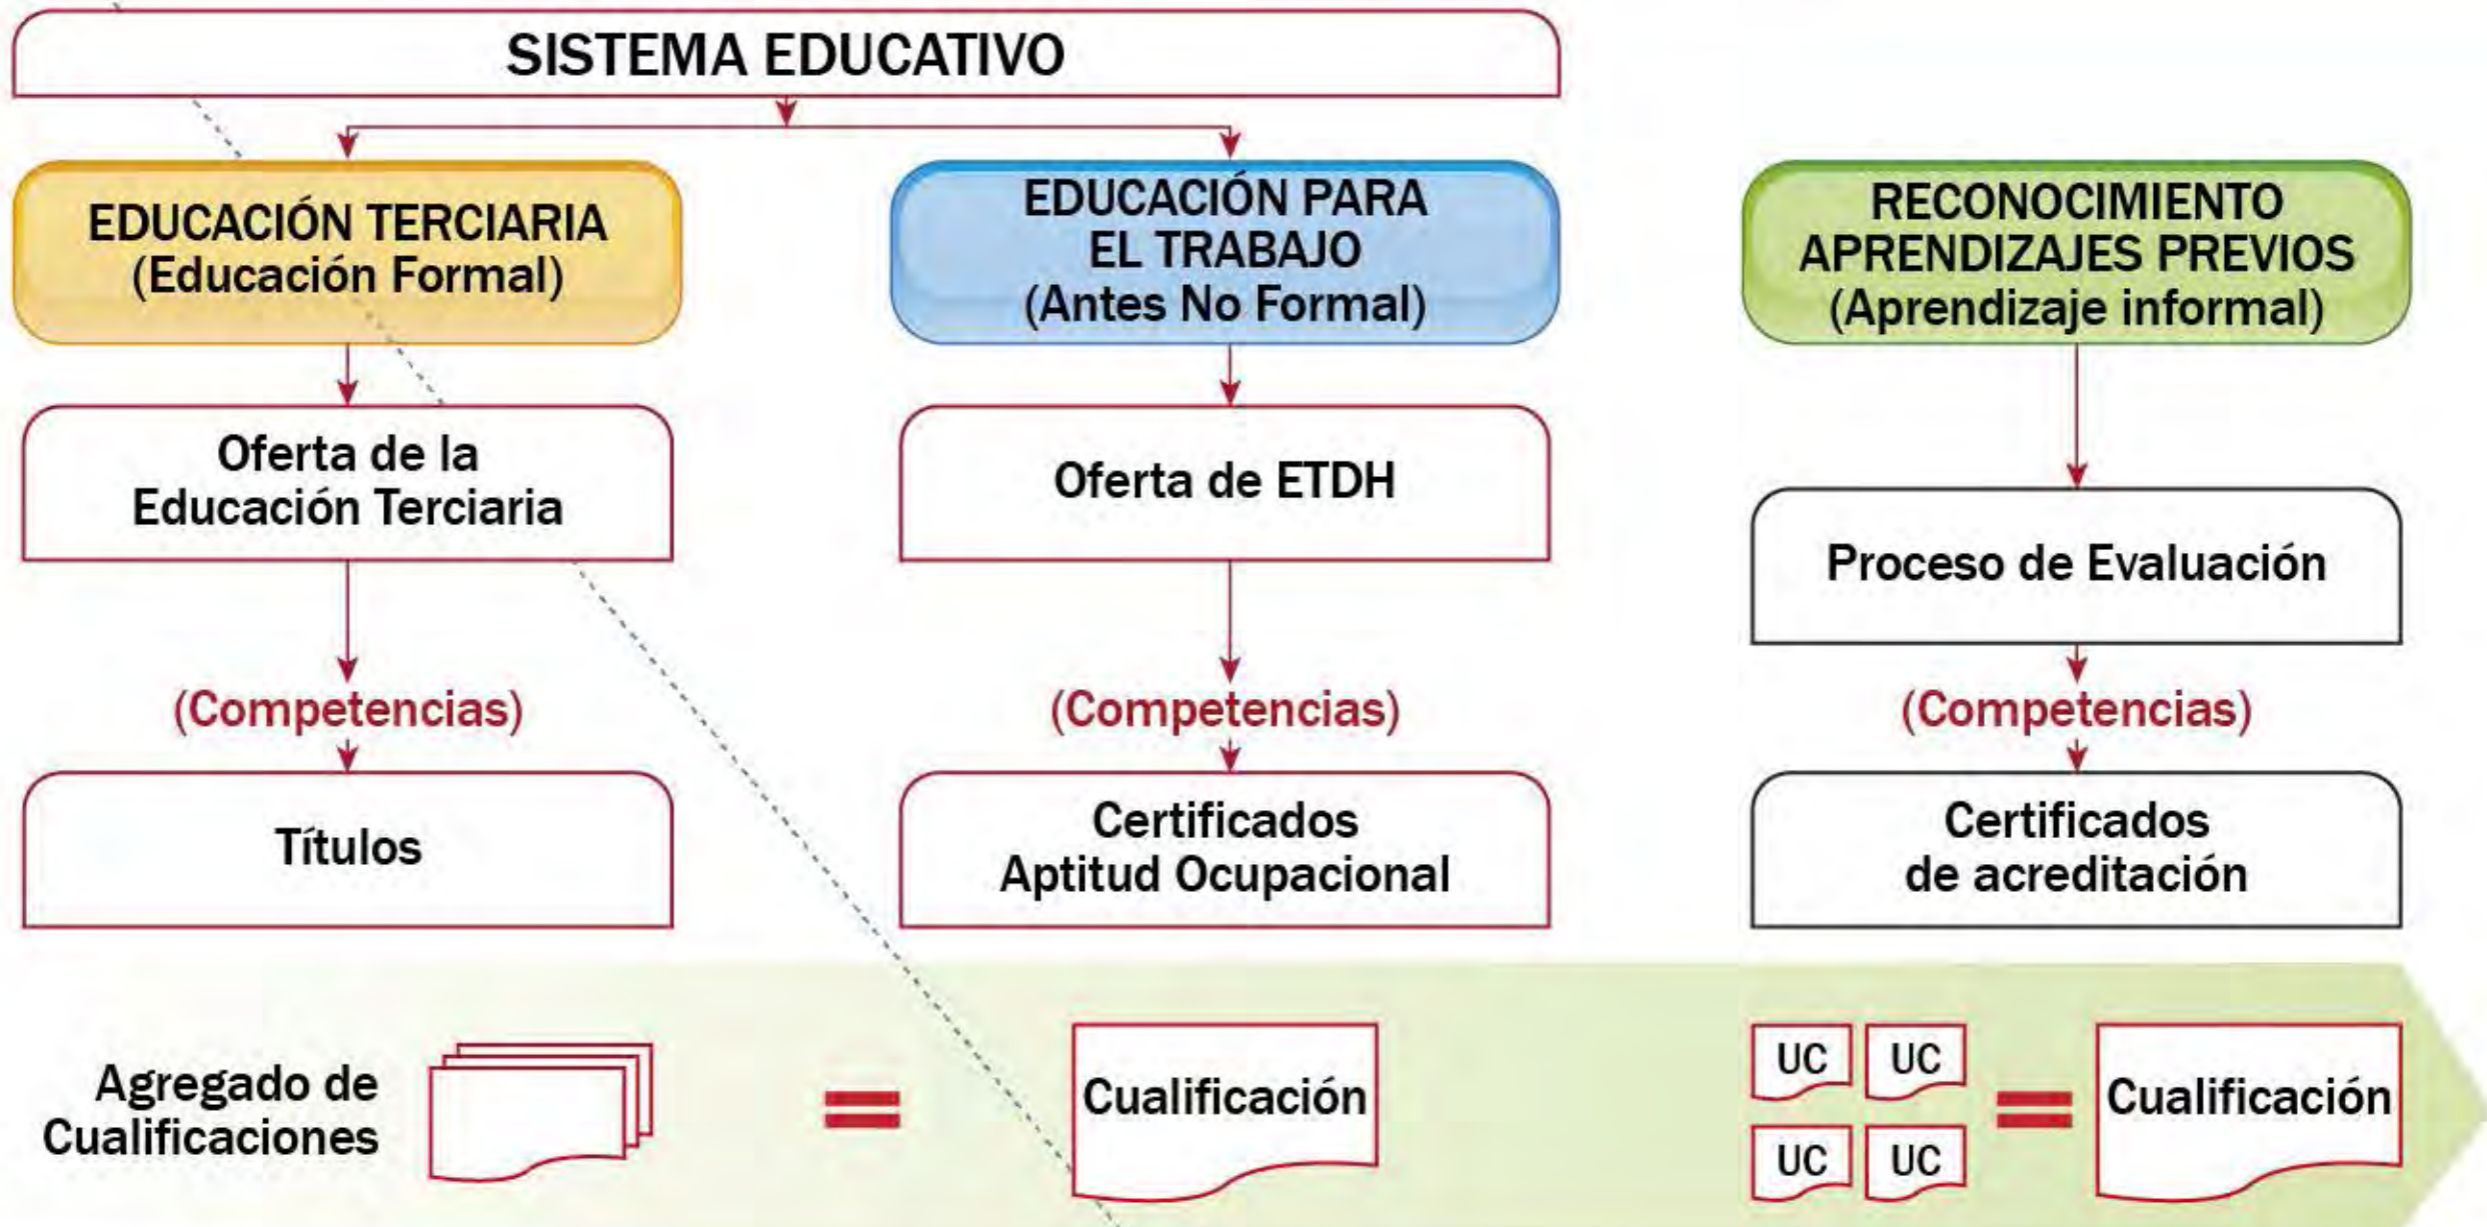 SISTEMA EDUCATIVO
EDUCACIÓN TERCIARIA
(Educación Formal)
EDUCACIÓN PARA
EL TRABAJO
(Antes No Formal)
RECONOCIMIENTO
APRENDIZAJES PREVIOS
(Aprendizaje informal)
Oferta de la
Educación Terciaria
Oferta de ETDH
Proceso de Evaluación
(Competencias)
(Competencias)
(Competencias)
Títulos
Certificados
Aptitud Ocupacional
Certificados
de acreditación
Agregado de
Cualificaciones
=
Cualificación
UC
UC
UC
UC
=
Cualificación